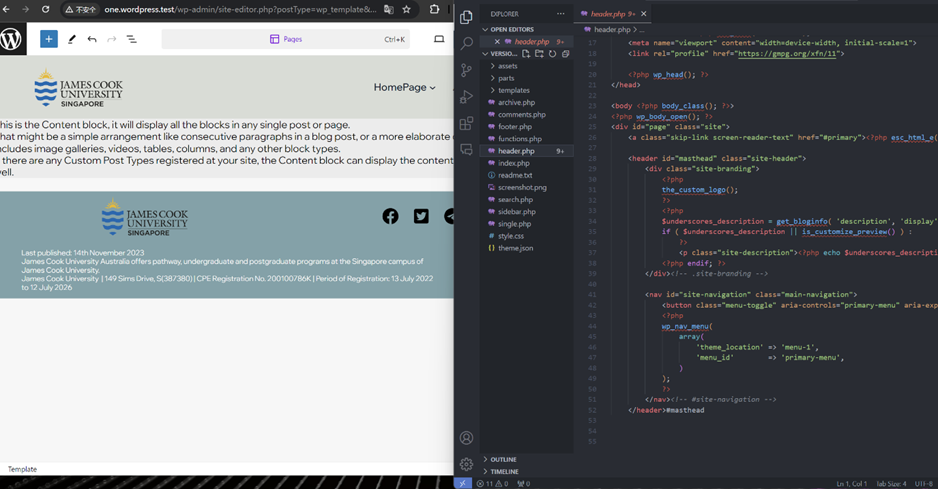 不安全 one.wordpress.test/wp-admin/site-editor.php?postType=wp_template&...
Pages
Ctrl+K
JAMES COOK
UNIVERSITY
SINGAPORE
HomePage
his is the Content block, it will display all the blocks in any single post or page.
hat might be a simple arrangement like consecutive paragraphs in a blog post, or a more elaborate
ncludes image galleries, videos, tables, columns, and any other block types.
there are any Custom Post Types registered at your site, the Content block can display the content
vell.
JAMES COOK
UNIVERSITY
SINGAPORE
Last published: 14th November 2023
James Cook University Australia offers pathway, undergraduate and postgraduate programs at the Singapore campus of
James Cook University.
James Cook University | 149 Sims Drive, S(387380) | CPE Registration No. 200100786K | Period of Registration: 13 July 2022
to 12 July 2026
Template
EXPLORER
OPEN EDITORS
header.php 9+
VERSIO...
assets
parts
templates
archive.php
comments.php
footer.php
functions.php
header.php 9+
index.php
readme.txt
screenshot.png
search.php
sidebar.php
single.php
style.css
theme.json
OUTLINE
TIMELINE
11 0 0
header.php 9+
header.php > ...
17 <meta name="viewport" content="width=device-width, initial-scale=1">
18 <link rel="profile" href="https://gmpg.org/xfn/11">
19
20 <?php wp_head(); ?>
21 </head>
22
23 <body <?php body_class(); ?>>
24 <?php wp_body_open(); ?>
25 <div id="page" class="site">
26 <a class="skip-link screen-reader-text" href="#primary"><?php esc_html_e(
27
28 <header id="masthead" class="site-header">
29 <div class="site-branding">
30 <?php
31 the_custom_logo();
32 ?>
33 <?php
34 $underscores_description = get_bloginfo( 'description', 'display'
35 if ( $underscores_description || is_customize_preview() ) :
36 ?>
37 <p class="site-description"><?php echo $underscores_descripti
38 <?php endif; ?>
39 </div><!-- .site-branding -->
40
41 <nav id="site-navigation" class="main-navigation">
42 <button class="menu-toggle" aria-controls="primary-menu" aria-exp
43 <?php
44 wp_nav_menu(
45 array(
46 'theme_location' => 'menu-1',
47 'menu_id' => 'primary-menu',
48 )
49 );
50 ?>
51 </nav><!-- #site-navigation -->
52 </header>#masthead
53
54
55
Ln 1, Col 1 Tab Size: 4 UTF-8